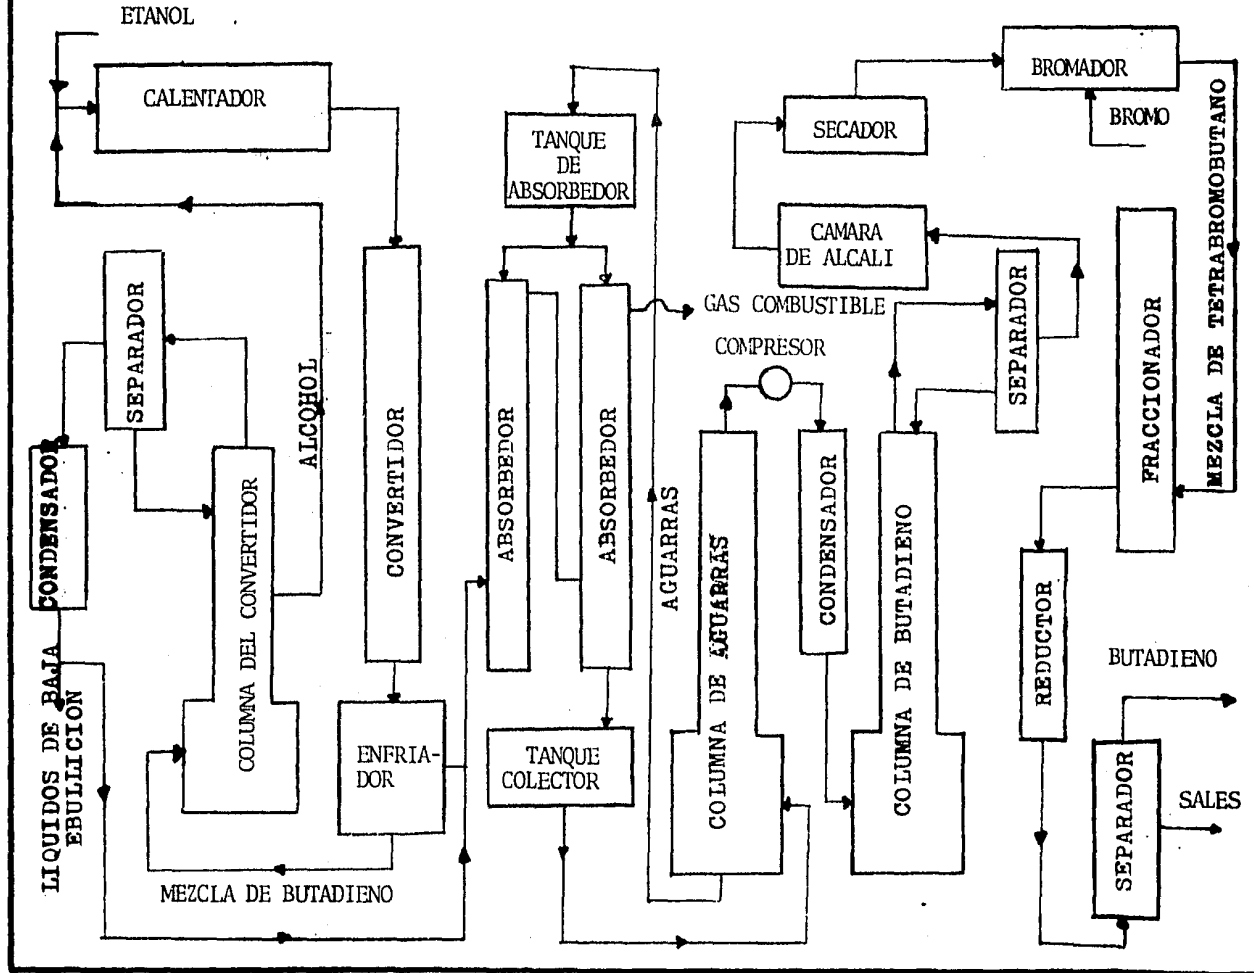 ETANOL
CALENTADOR
TANQUE
DE
ABSORBEDOR
SECADOR
BROMADOR
BROMO
CAMARA
DE ALCALI
SEPARADOR
FRACCIONADOR
MEZCLA DE TETRABROMOBUTANO
SEPARADOR
ALCOHOL
CONVERTIDOR
ABSORBEDOR
ABSORBEDOR
GAS COMBUSTIBLE
COMPRESOR
CONDENSADOR
COLUMNA DEL CONVERTIDOR
AGUARRAS
COLUMNA DE AGUARRAS
CONDENSADOR
COLUMNA DE BUTADIENO
REDUCTOR
BUTADIENO
LIQUIDOS DE BAJA
EBULLICION
ENFRIA-
DOR
TANQUE
COLECTOR
SEPARADOR
SALES
MEZCLA DE BUTADIENO